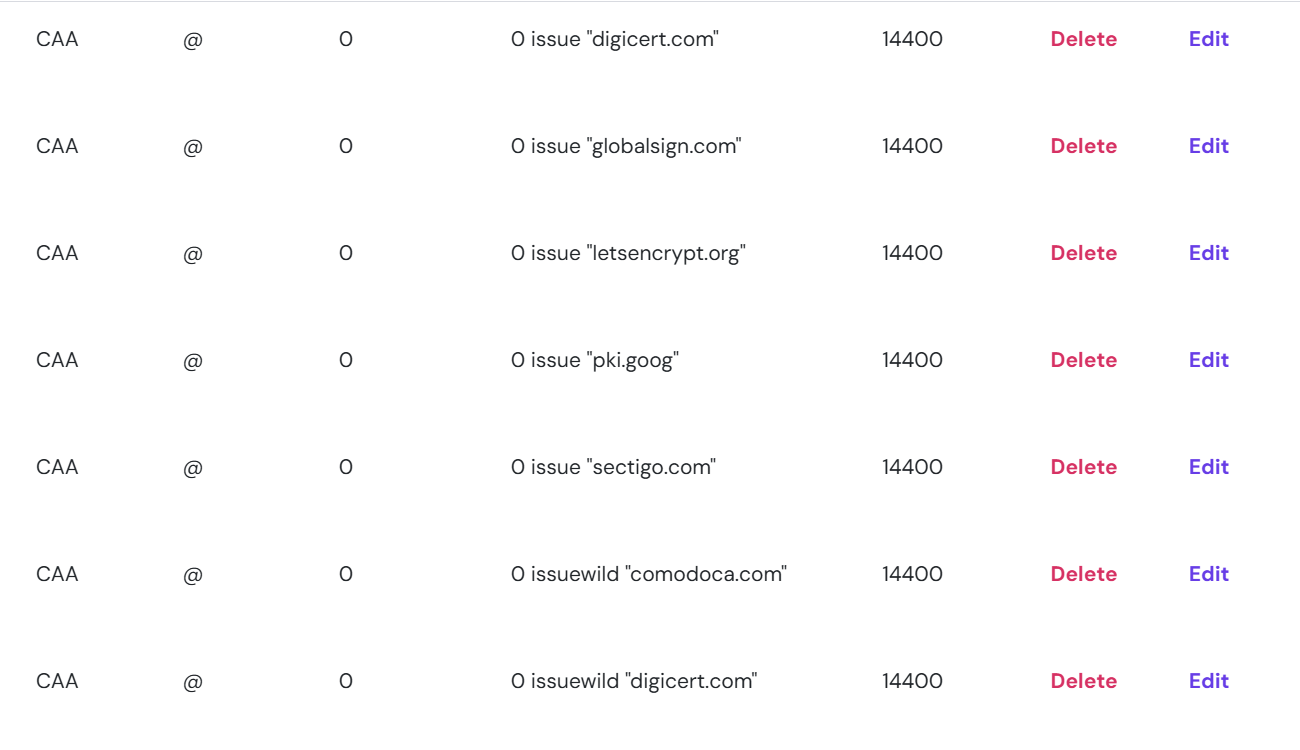 CAA @ 0 0 issue "digicert.com" 14400 Delete Edit
CAA @ 0 0 issue "globalsign.com" 14400 Delete Edit
CAA @ 0 0 issue "letsencrypt.org" 14400 Delete Edit
CAA @ 0 0 issue "pki.goog" 14400 Delete Edit
CAA @ 0 0 issue "sectigo.com" 14400 Delete Edit
CAA @ 0 0 issuewild "comodoca.com" 14400 Delete Edit
CAA @ 0 0 issuewild "digicert.com" 14400 Delete Edit